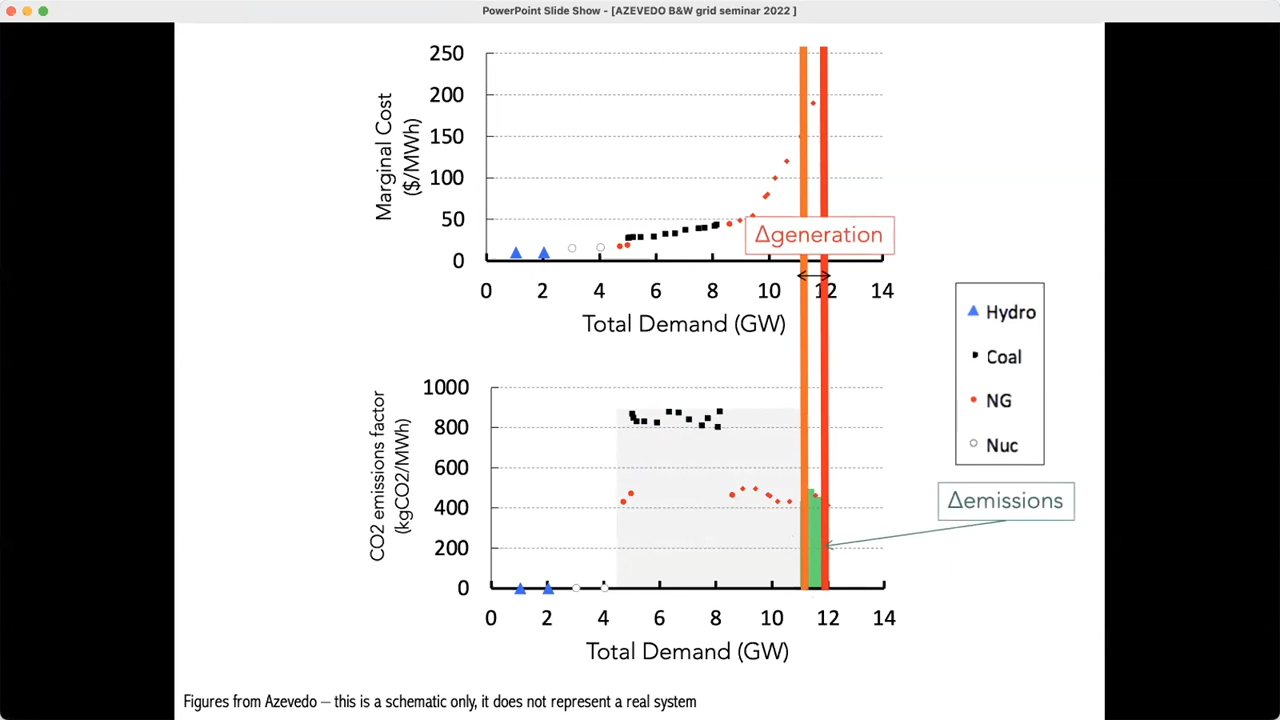 PowerPoint Slide Show - [AZEVEDO B&W grid seminar 2022 ]
250
200
150
100
50
0
Marginal Cost
($/MWh)
Δgeneration
0 2 4 6 8 10 12 14
Total Demand (GW)
Hydro
Coal
NG
Nuc
1000
800
600
400
200
0
CO2 emissions factor
(kgCO2/MWh)
Δemissions
0 2 4 6 8 10 12 14
Total Demand (GW)
Figures from Azevedo – this is a schematic only, it does not represent a real system